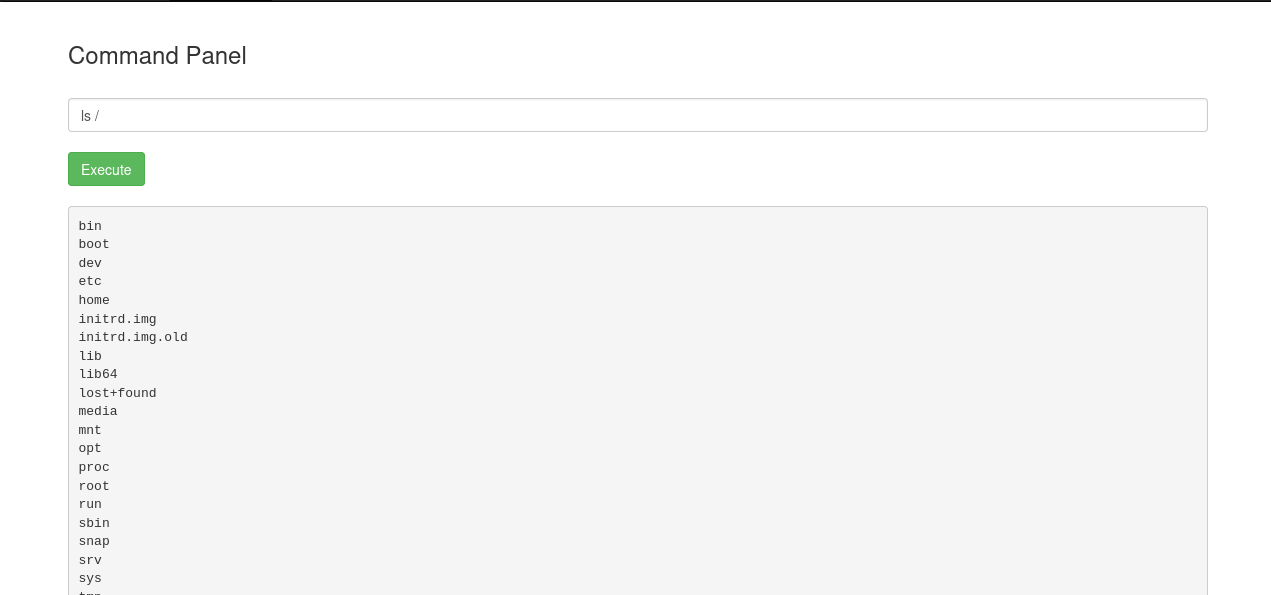 Command Panel
ls /
Execute
bin
boot
dev
etc
home
initrd.img
initrd.img.old
lib
lib64
lost+found
media
mnt
opt
proc
root
run
sbin
snap
srv
sys